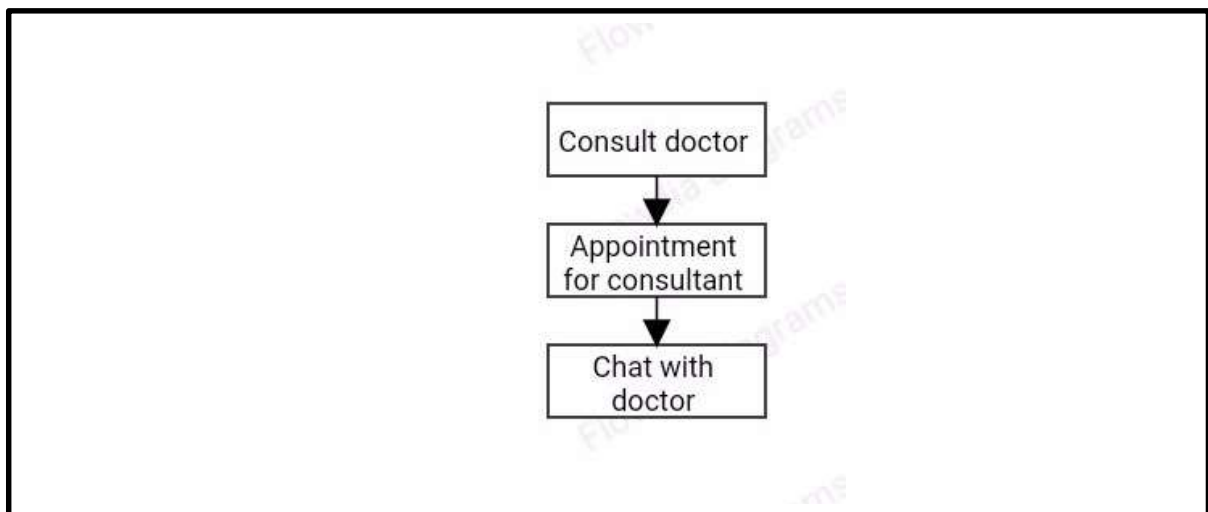 Consult doctor
Appointment
for consultant
Chat with
doctor